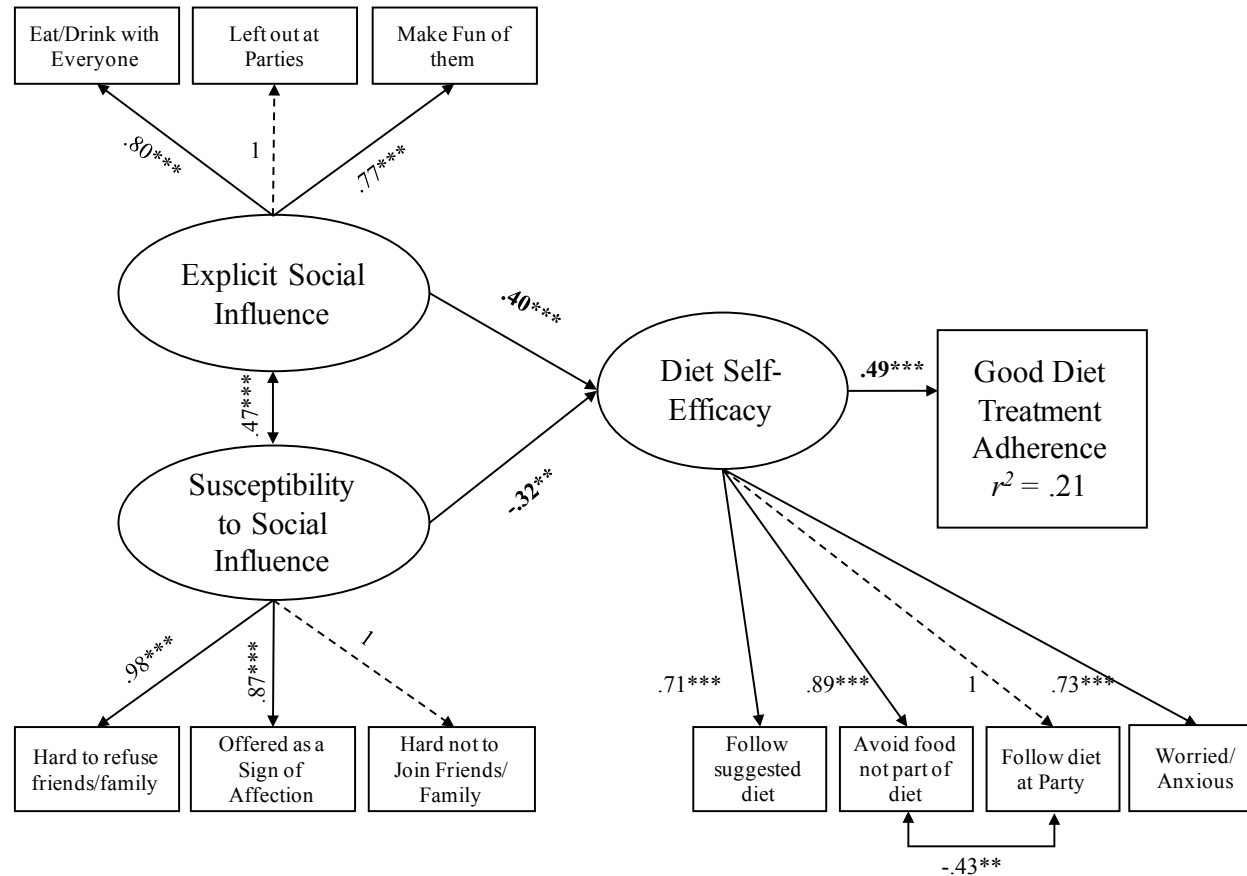 Eat/Drink with
Everyone
Left out at
Parties
Make Fun of
them
.80***
1
.77***
Explicit Social
Influence
.40***
.47***
Diet Self-
Efficacy
.49***
Good Diet
Treatment
Adherence
r² = .21
Susceptibility
to Social
Influence
-.32**
.98***
.87***
1
.71***
.89***
1
.73***
Hard to refuse
friends/family
Offered as a
Sign of
Affection
Hard not to
Join Friends/
Family
Follow
suggested
diet
Avoid food
not part of
diet
Follow diet
at Party
Worried/
Anxious
-.43**